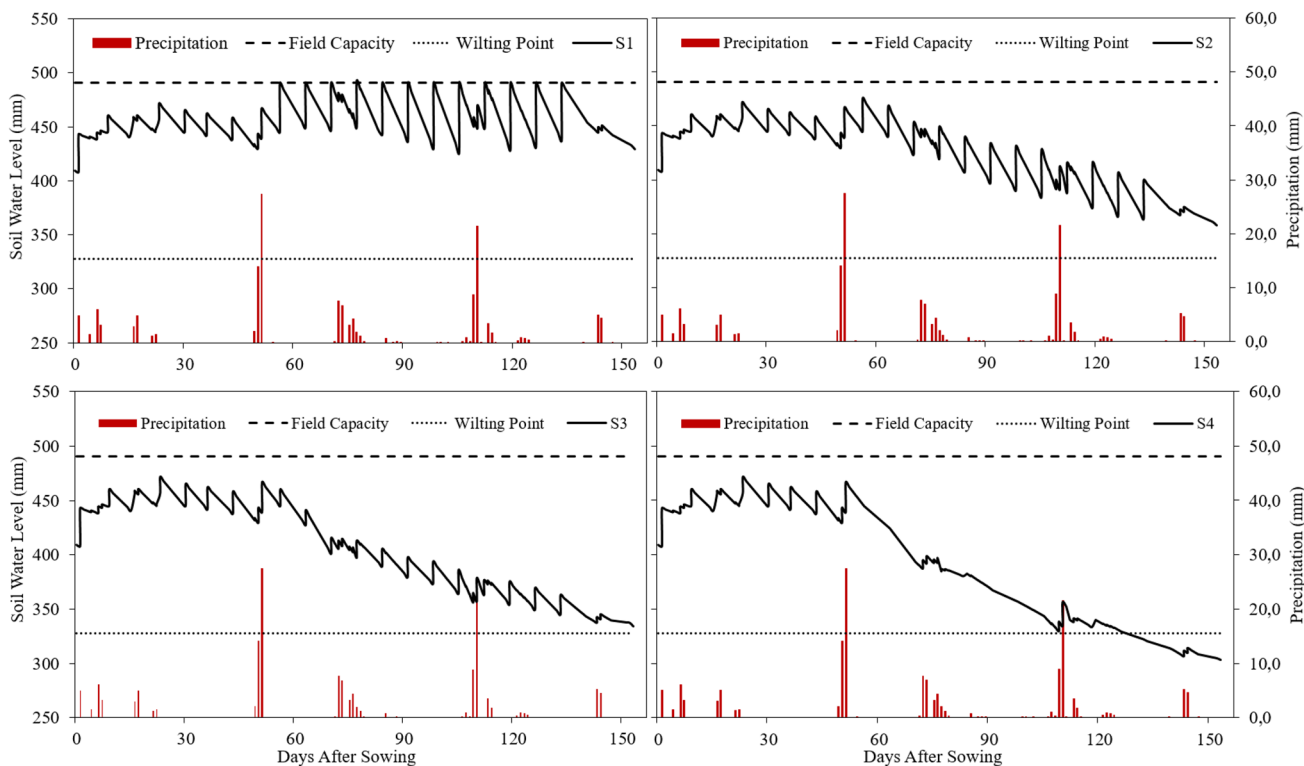 550
500
450
400
350
300
250
Soil Water Level (mm)
Precipitation Field Capacity Wilting Point S1
0 30 60 90 120 150
Precipitation Field Capacity Wilting Point S2
60,0
50,0
40,0
30,0
20,0
10,0
0,0
Precipitation (mm)
0 30 60 90 120 150
550
500
450
400
350
300
250
Soil Water Level (mm)
Precipitation Field Capacity Wilting Point S3
0 30 60 90 120 150
Days After Sowing
Precipitation Field Capacity Wilting Point S4
60,0
50,0
40,0
30,0
20,0
10,0
0,0
Precipitation (mm)
0 30 60 90 120 150
Days After Sowing